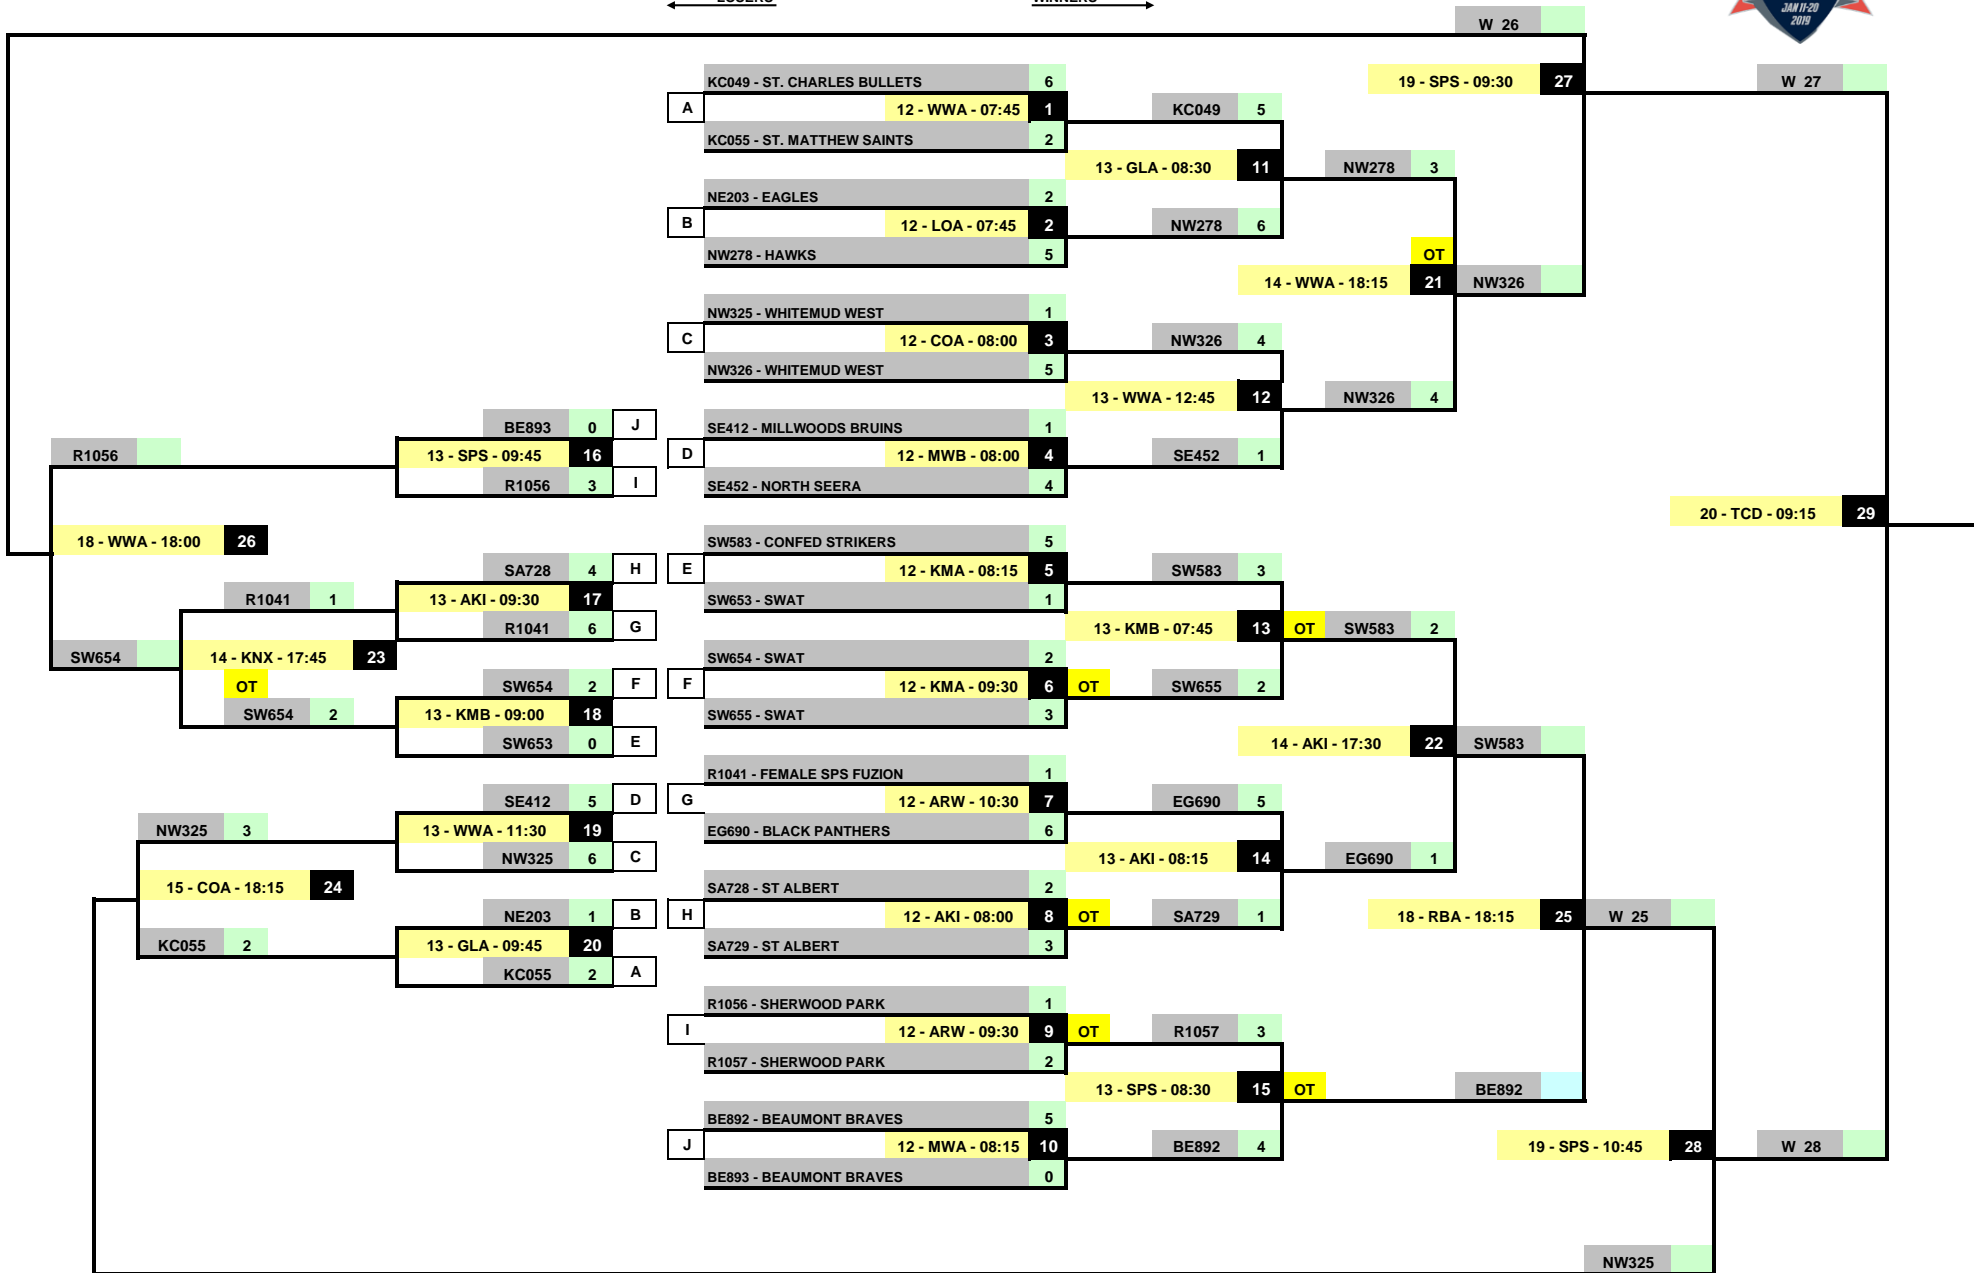 LOSERS WINNERS
JAN 11-20
2019
W 26
KC049 - ST. CHARLES BULLETS 6 19 - SPS - 09:30 27 W 27
A 12 - WWA - 07:45 1 KC049 5
KC055 - ST. MATTHEW SAINTS 2
13 - GLA - 08:30 11 NW278 3
NE203 - EAGLES 2
B 12 - LOA - 07:45 2 NW278 6
NW278 - HAWKS 5 OT
14 - WWA - 18:15 21 NW326
NW325 - WHITEMUD WEST 1
C 12 - COA - 08:00 3 NW326 4
NW326 - WHITEMUD WEST 5
13 - WWA - 12:45 12 NW326 4
BE893 0 J SE412 - MILLWOODS BRUINS 1
R1056 13 - SPS - 09:45 16 D 12 - MWB - 08:00 4 SE452 1
R1056 3 I SE452 - NORTH SEERA 4
20 - TCD - 09:15 29
18 - WWA - 18:00 26 SW583 - CONFED STRIKERS 5
SA728 4 H E 12 - KMA - 08:15 5 SW583 3
R1041 1 13 - AKI - 09:30 17 SW653 - SWAT 1
R1041 6 G 13 - KMB - 07:45 13 OT SW583 2
SW654 14 - KNX - 17:45 23 SW654 - SWAT 2
OT SW654 2 F F 12 - KMA - 09:30 6 OT SW655 2
SW654 2 13 - KMB - 09:00 18 SW655 - SWAT 3
SW653 0 E 14 - AKI - 17:30 22 SW583
R1041 - FEMALE SPS FUZION 1
SE412 5 D G 12 - ARW - 10:30 7 EG690 5
NW325 3 13 - WWA - 11:30 19 EG690 - BLACK PANTHERS 6
NW325 6 C 13 - AKI - 08:15 14 EG690 1
15 - COA - 18:15 24 SA728 - ST ALBERT 2
NE203 1 B H 12 - AKI - 08:00 8 OT SA729 1 18 - RBA - 18:15 25 W 25
KC055 2 13 - GLA - 09:45 20 SA729 - ST ALBERT 3
KC055 2 A
R1056 - SHERWOOD PARK 1
I 12 - ARW - 09:30 9 OT R1057 3
R1057 - SHERWOOD PARK 2
13 - SPS - 08:30 15 OT BE892
BE892 - BEAUMONT BRAVES 5
J 12 - MWA - 08:15 10 BE892 4 19 - SPS - 10:45 28 W 28
BE893 - BEAUMONT BRAVES 0
NW325